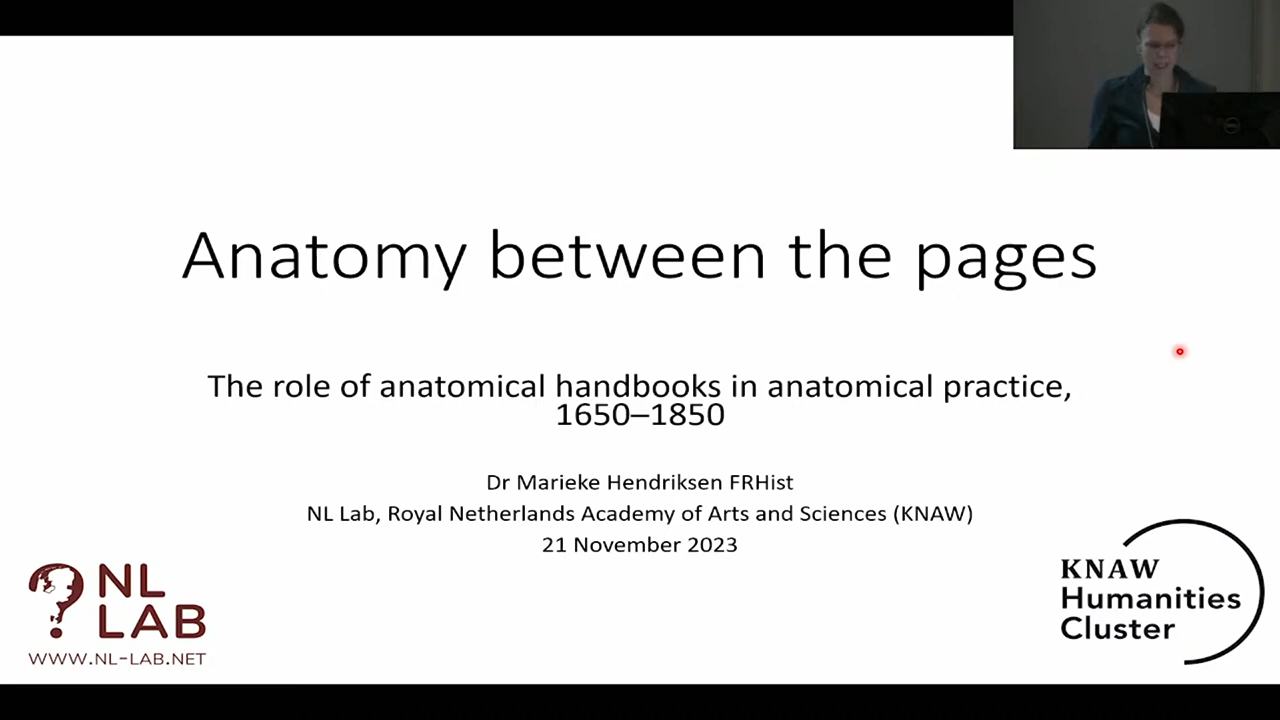 Anatomy between the pages
The role of anatomical handbooks in anatomical practice,
1650–1850
Dr Marieke Hendriksen FRHist
NL Lab, Royal Netherlands Academy of Arts and Sciences (KNAW)
21 November 2023
NL
LAB
WWW.NL-LAB.NET
KNAW
Humanities
Cluster